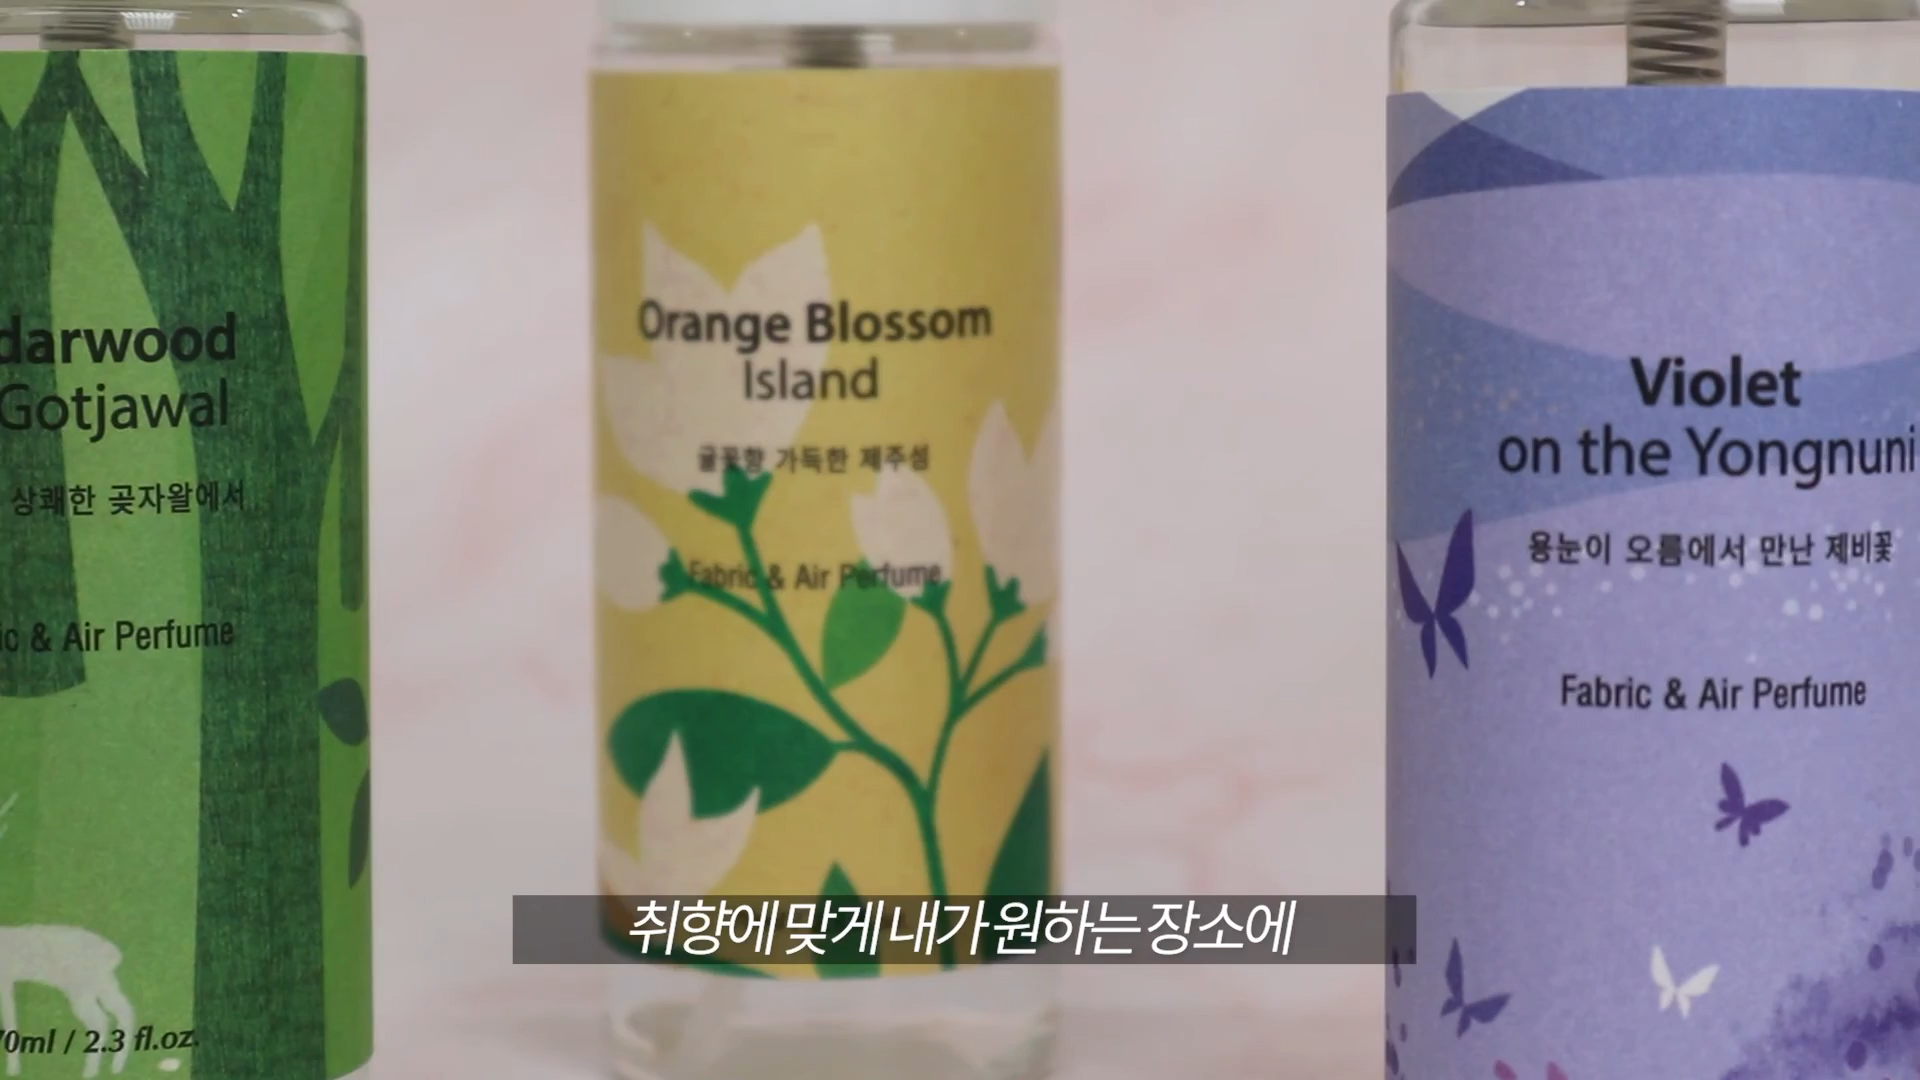 darwood
Gotjawal
상쾌한 곶자왈에서
ic & Air Perfume
70ml / 2.3 fl.oz.
Orange Blossom
Island
귤꽃향 가득한 제주섬
Fabric & Air Perfume
Violet
on the Yongnuni
용눈이 오름에서 만난 제비꽃
Fabric & Air Perfume
취향에 맞게 내가 원하는 장소에